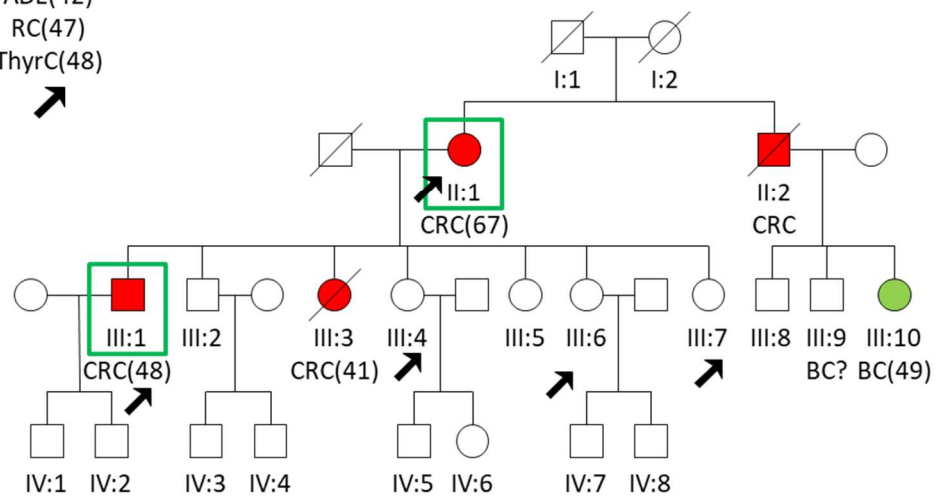 RC(47)
ThyrC(48)
I:1 I:2
II:1 II:2
CRC(67) CRC
III:1 III:2 III:3 III:4 III:5 III:6 III:7 III:8 III:9 III:10
CRC(48) CRC(41) BC? BC(49)
IV:1 IV:2 IV:3 IV:4 IV:5 IV:6 IV:7 IV:8